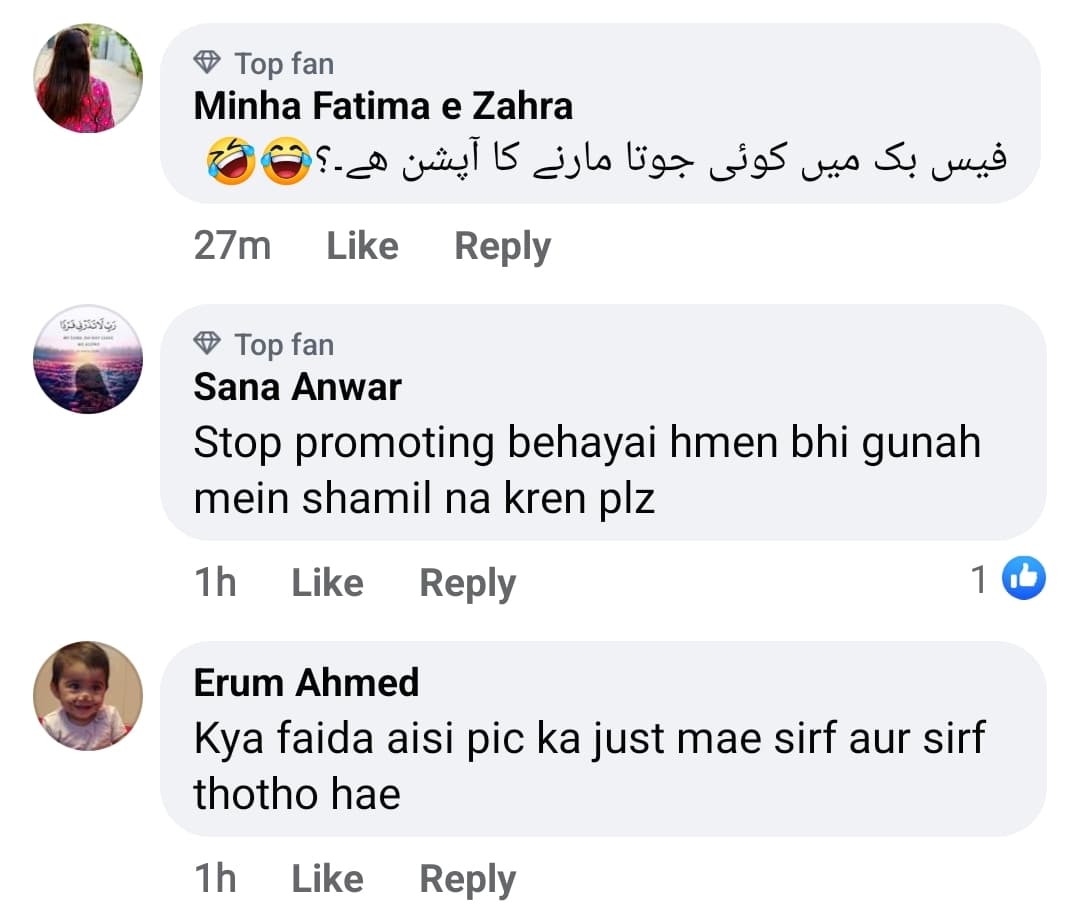 Top fan
Minha Fatima e Zahra
فیس بک میں کوئی جوتا مارنے کا آپشن ھے۔؟😂🤣
27m Like Reply
رَبِّ لَا تَذَرْنِي فَرْدًا
Top fan
Sana Anwar
Stop promoting behayai hmen bhi gunah
mein shamil na kren plz
1h Like Reply 1
Erum Ahmed
Kya faida aisi pic ka just mae sirf aur sirf
thotho hae
1h Like Reply